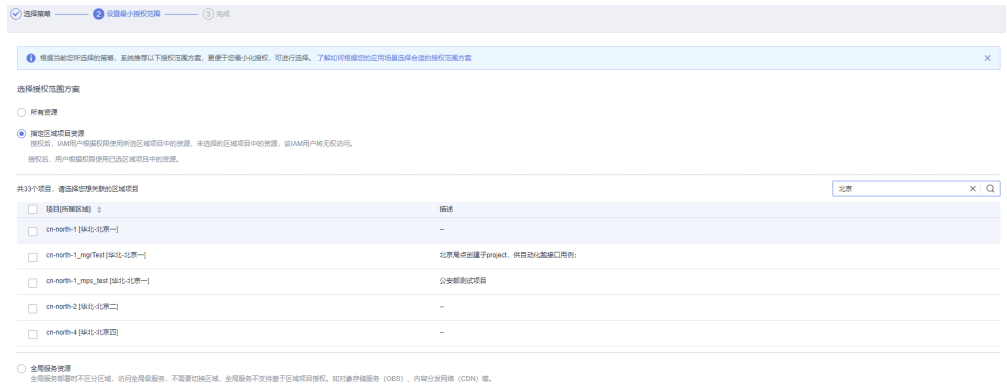 选择策略 2 设置最小授权范围 3 完成
根据当前您所选择的策略，系统推荐以下授权范围方案，更便于您最小化授权，可进行选择。 了解如何根据您的应用场景选择合适的授权范围方案
选择授权范围方案
所有资源
指定区域项目资源
授权后，IAM用户根据权限使用所选区域项目中的资源，未选择的区域项目中的资源，该IAM用户将无权访问。
授权后，用户根据权限使用已选区域项目中的资源。
共33个项目，请选择您想关联的区域项目 北京
项目[所属区域] 描述
cn-north-1 [华北-北京一] --
cn-north-1_mgrTest [华北-北京一] 北京局点创建子project，供自动化跑接口用例;
cn-north-1_mps_test [华北-北京一] 公安部测试项目
cn-north-2 [华北-北京二] --
cn-north-4 [华北-北京四] --
全局服务资源
全局服务部署时不区分区域，访问全局级服务，不需要切换区域，全局服务不支持基于区域项目授权。如对象存储服务（OBS）、内容分发网络（CDN）等。